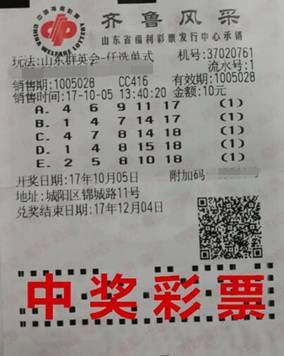 齐鲁风采
山东省福利彩票发行中心承销
玩法:山东群英会-任选单式 机号:37020761
流水号:1
销售期:1005028 CC416 有效期:1005028
销售时间:17-10-05 13:40:20 金额:10元
A. 4 6 9 11 17 (1)
B. 1 4 7 8 14 (1)
C. 4 7 8 14 18 (1)
D. 1 4 7 14 18 (1)
E. 2 5 8 10 18 (1)
开奖日期:17年10月05日 附加码
地址:城阳区锦城路11号
兑奖结束日期:17年12月04日
中奖彩票